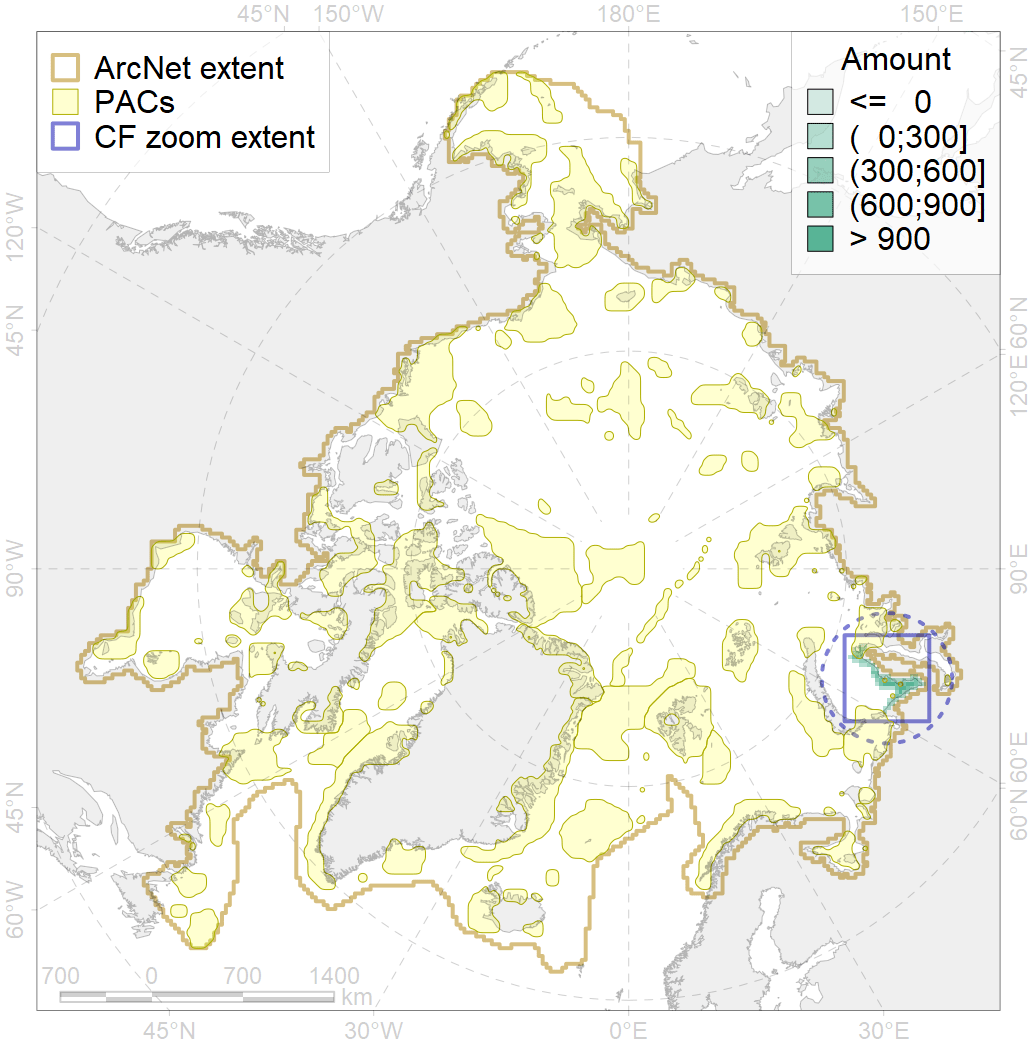 45°N 150°W 180°E 150°E
ArcNet extent
PACs
CF zoom extent
Amount
<= 0
( 0;300]
(300;600]
(600;900]
> 900
45°N
120°W
45°N
60°N
120°E
90°W
90°E
45°N
60°E
60°N
60°W
700 0 700 1400
km
45°N 30°W 0°E 30°E